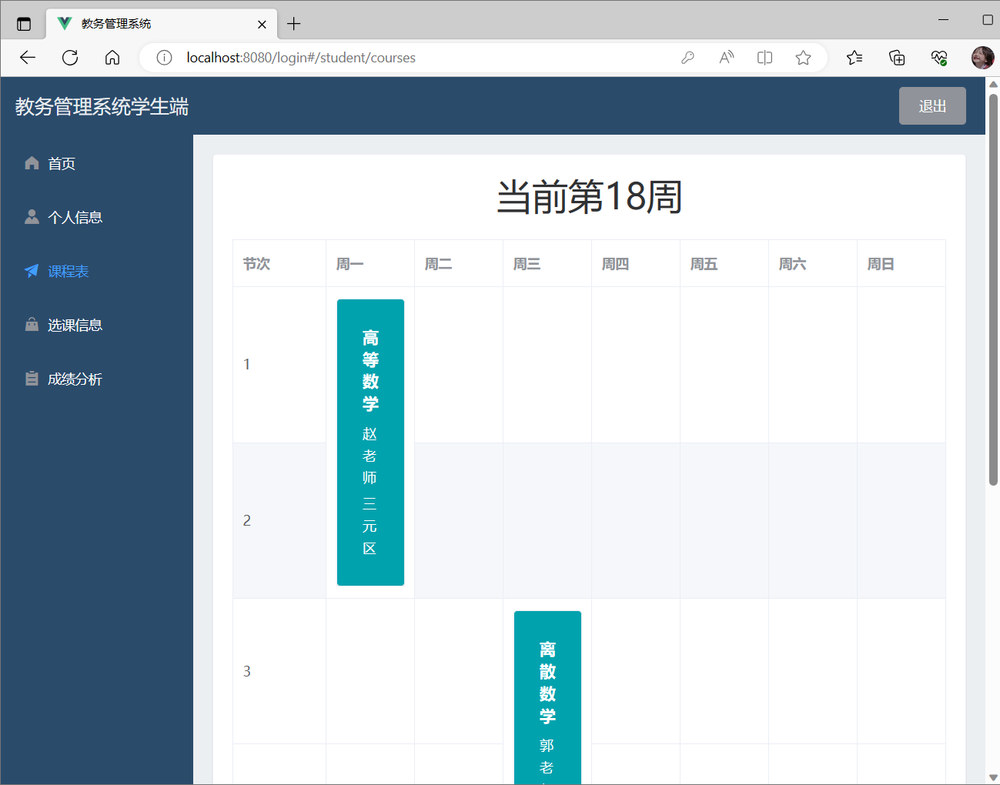 教务管理系统
localhost:8080/login#/student/courses
教务管理系统学生端
退出
首页
个人信息
课程表
选课信息
成绩分析
当前第18周
节次 周一 周二 周三 周四 周五 周六 周日
1
高等数学
赵老师
三元区
2
3
离散数学
郭老